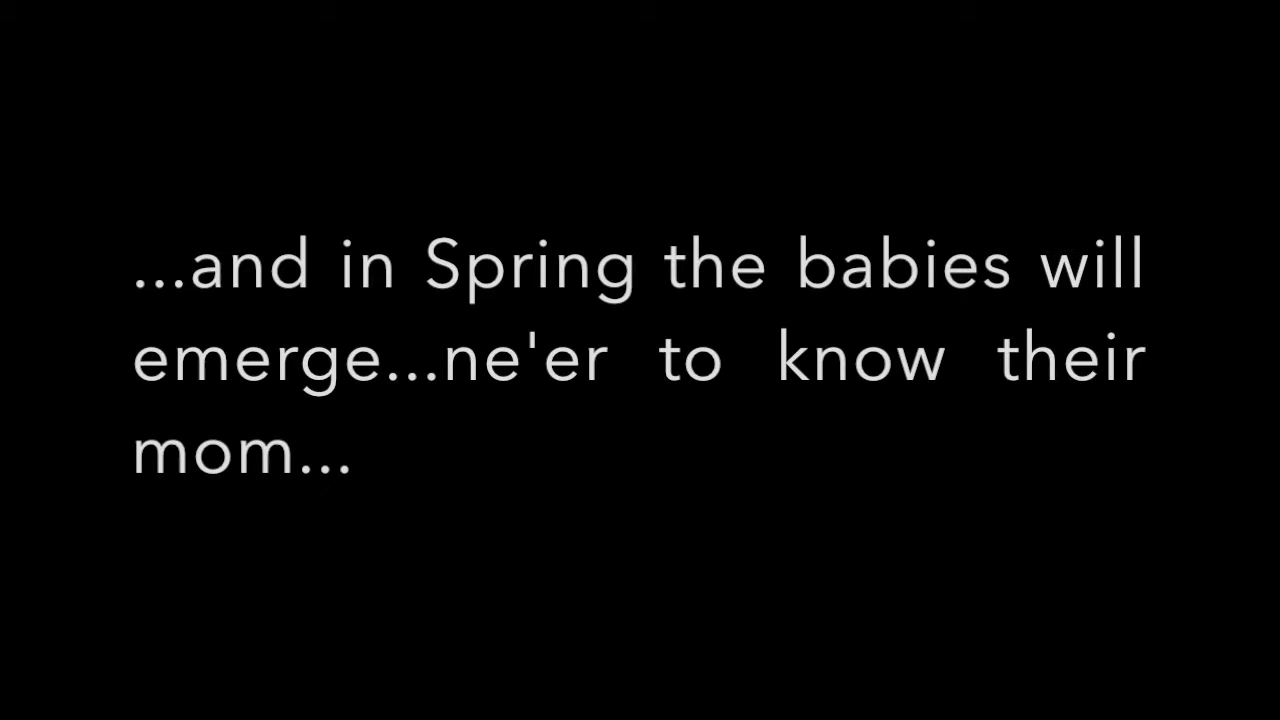 ...and in Spring the babies will
emerge...ne'er to know their
mom...